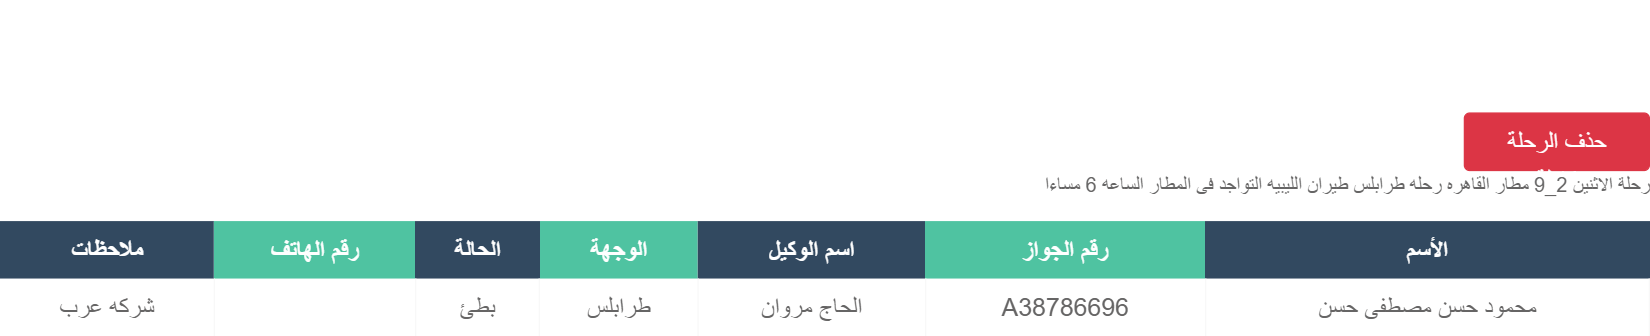 حذف الرحلة
رحلة الاثنين 2_9 مطار القاهره رحله طرابلس طيران الليبيه التواجد فى المطار الساعه 6 مساءا
الأسم رقم الجواز اسم الوكيل الوجهة الحالة رقم الهاتف ملاحظات
محمود حسن مصطفى حسن A38786696 الحاج مروان طرابلس بطئ شركه عرب